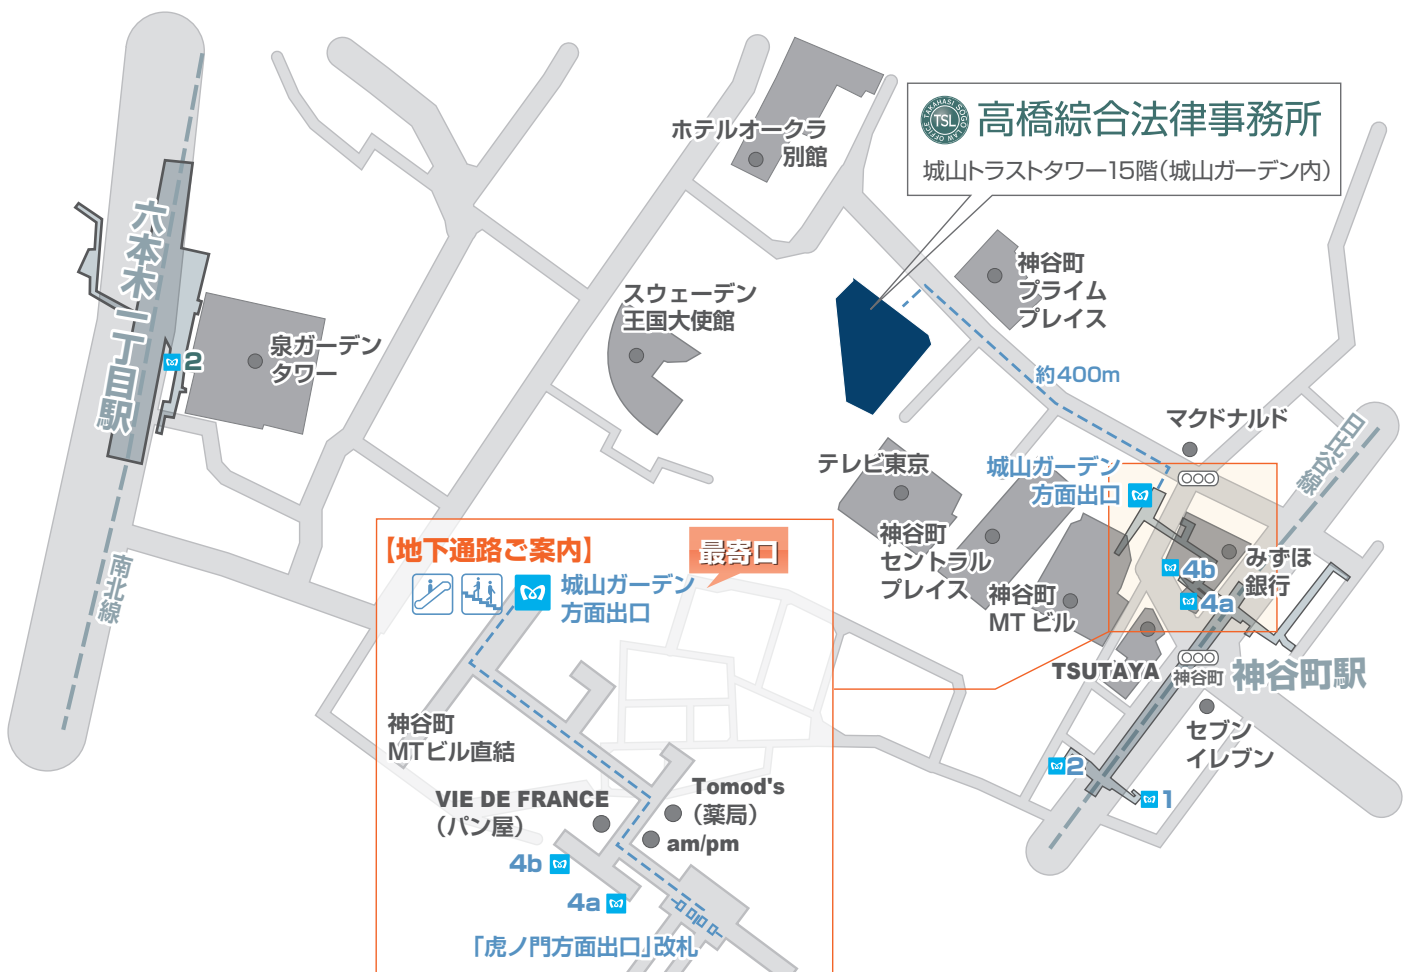 TAKAHASI SOGO LAW OFFICE
TSL
高橋綜合法律事務所
城山トラストタワー15階(城山ガーデン内)
ホテルオークラ
別館
六本木一丁目駅
神谷町
プライム
プレイス
スウェーデン
王国大使館
泉ガーデン
タワー
2
約400m
マクドナルド
日比谷線
テレビ東京
城山ガーデン
方面出口
神谷町
セントラル
プレイス
みずほ
銀行
4b
4a
神谷町
MT ビル
TSUTAYA
神谷町
神谷町駅
セブン
イレブン
2
1
南北線
【地下通路ご案内】
最寄口
城山ガーデン
方面出口
神谷町
MTビル直結
VIE DE FRANCE
(パン屋)
Tomod's
(薬局)
am/pm
4b
4a
「虎ノ門方面出口」改札